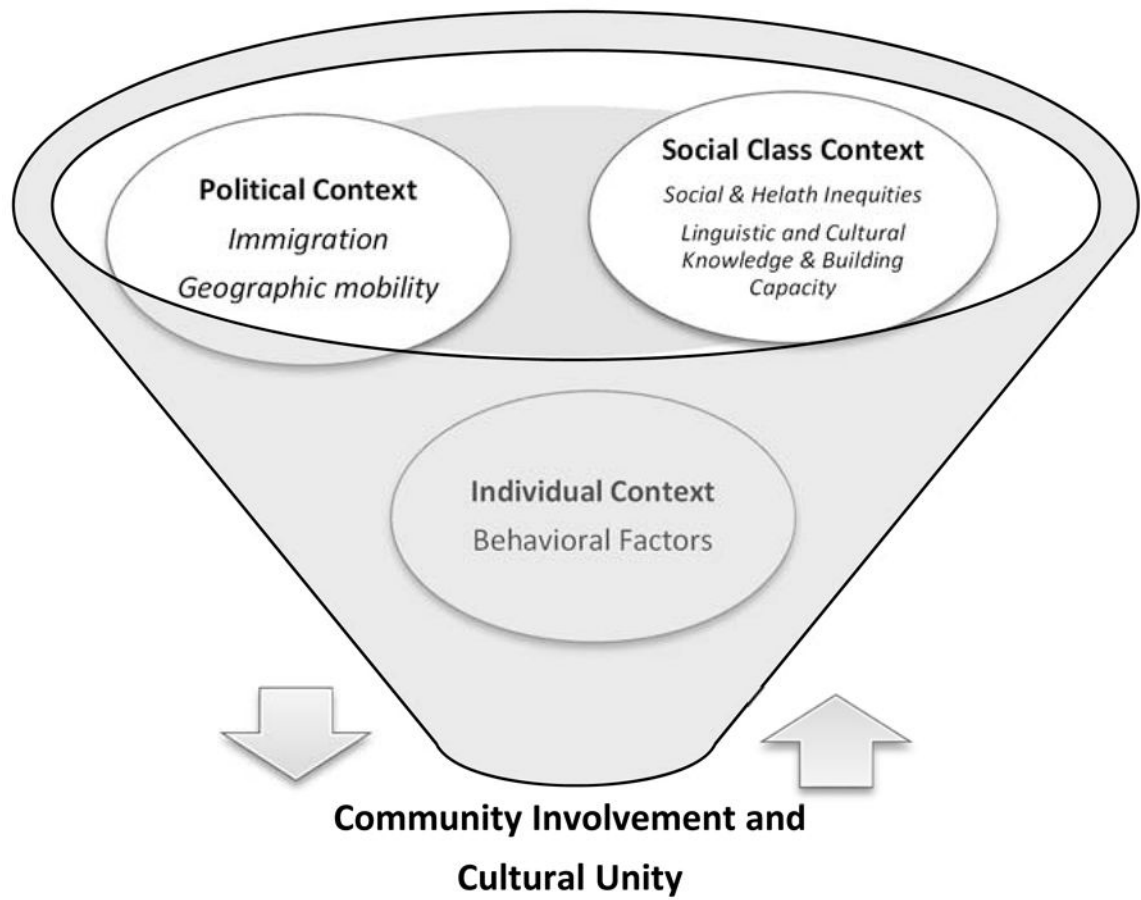 Political Context
Immigration
Geographic mobility
Social Class Context
Social & Helath Inequities
Linguistic and Cultural
Knowledge & Building
Capacity
Individual Context
Behavioral Factors
Community Involvement and
Cultural Unity